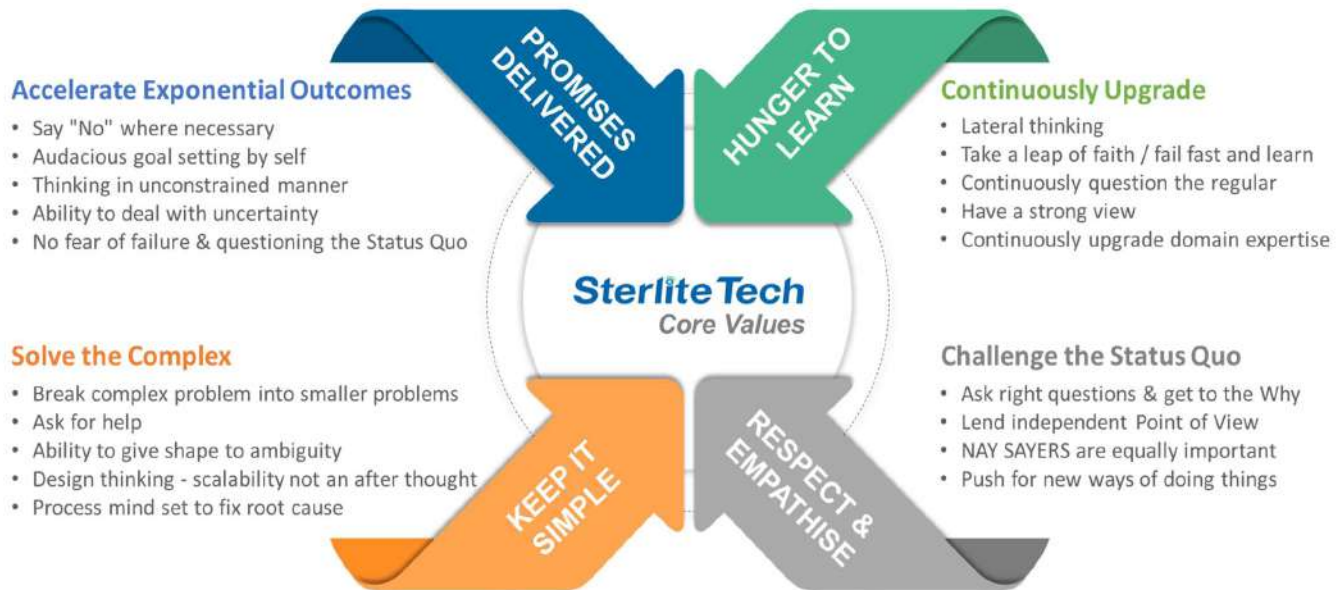 PROMISES
DELIVERED
HUNGER TO
LEARN
Accelerate Exponential Outcomes
• Say "No" where necessary
• Audacious goal setting by self
• Thinking in unconstrained manner
• Ability to deal with uncertainty
• No fear of failure & questioning the Status Quo
Continuously Upgrade
• Lateral thinking
• Take a leap of faith / fail fast and learn
• Continuously question the regular
• Have a strong view
• Continuously upgrade domain expertise
Sterlite Tech
Core Values
Solve the Complex
• Break complex problem into smaller problems
• Ask for help
• Ability to give shape to ambiguity
• Design thinking - scalability not an after thought
• Process mind set to fix root cause
Challenge the Status Quo
• Ask right questions & get to the Why
• Lend independent Point of View
• NAY SAYERS are equally important
• Push for new ways of doing things
KEEP IT
SIMPLE
RESPECT &
EMPATHISE